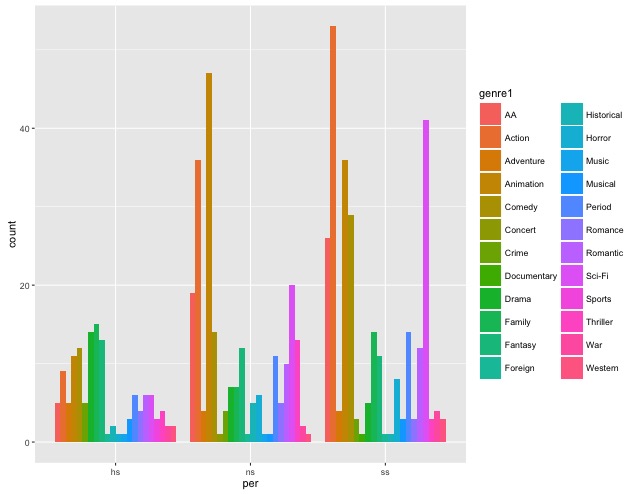 count
40
20
0
hs ns ss
per
genre1
AA
Action
Adventure
Animation
Comedy
Concert
Crime
Documentary
Drama
Family
Fantasy
Foreign
Historical
Horror
Music
Musical
Period
Romance
Romantic
Sci-Fi
Sports
Thriller
War
Western